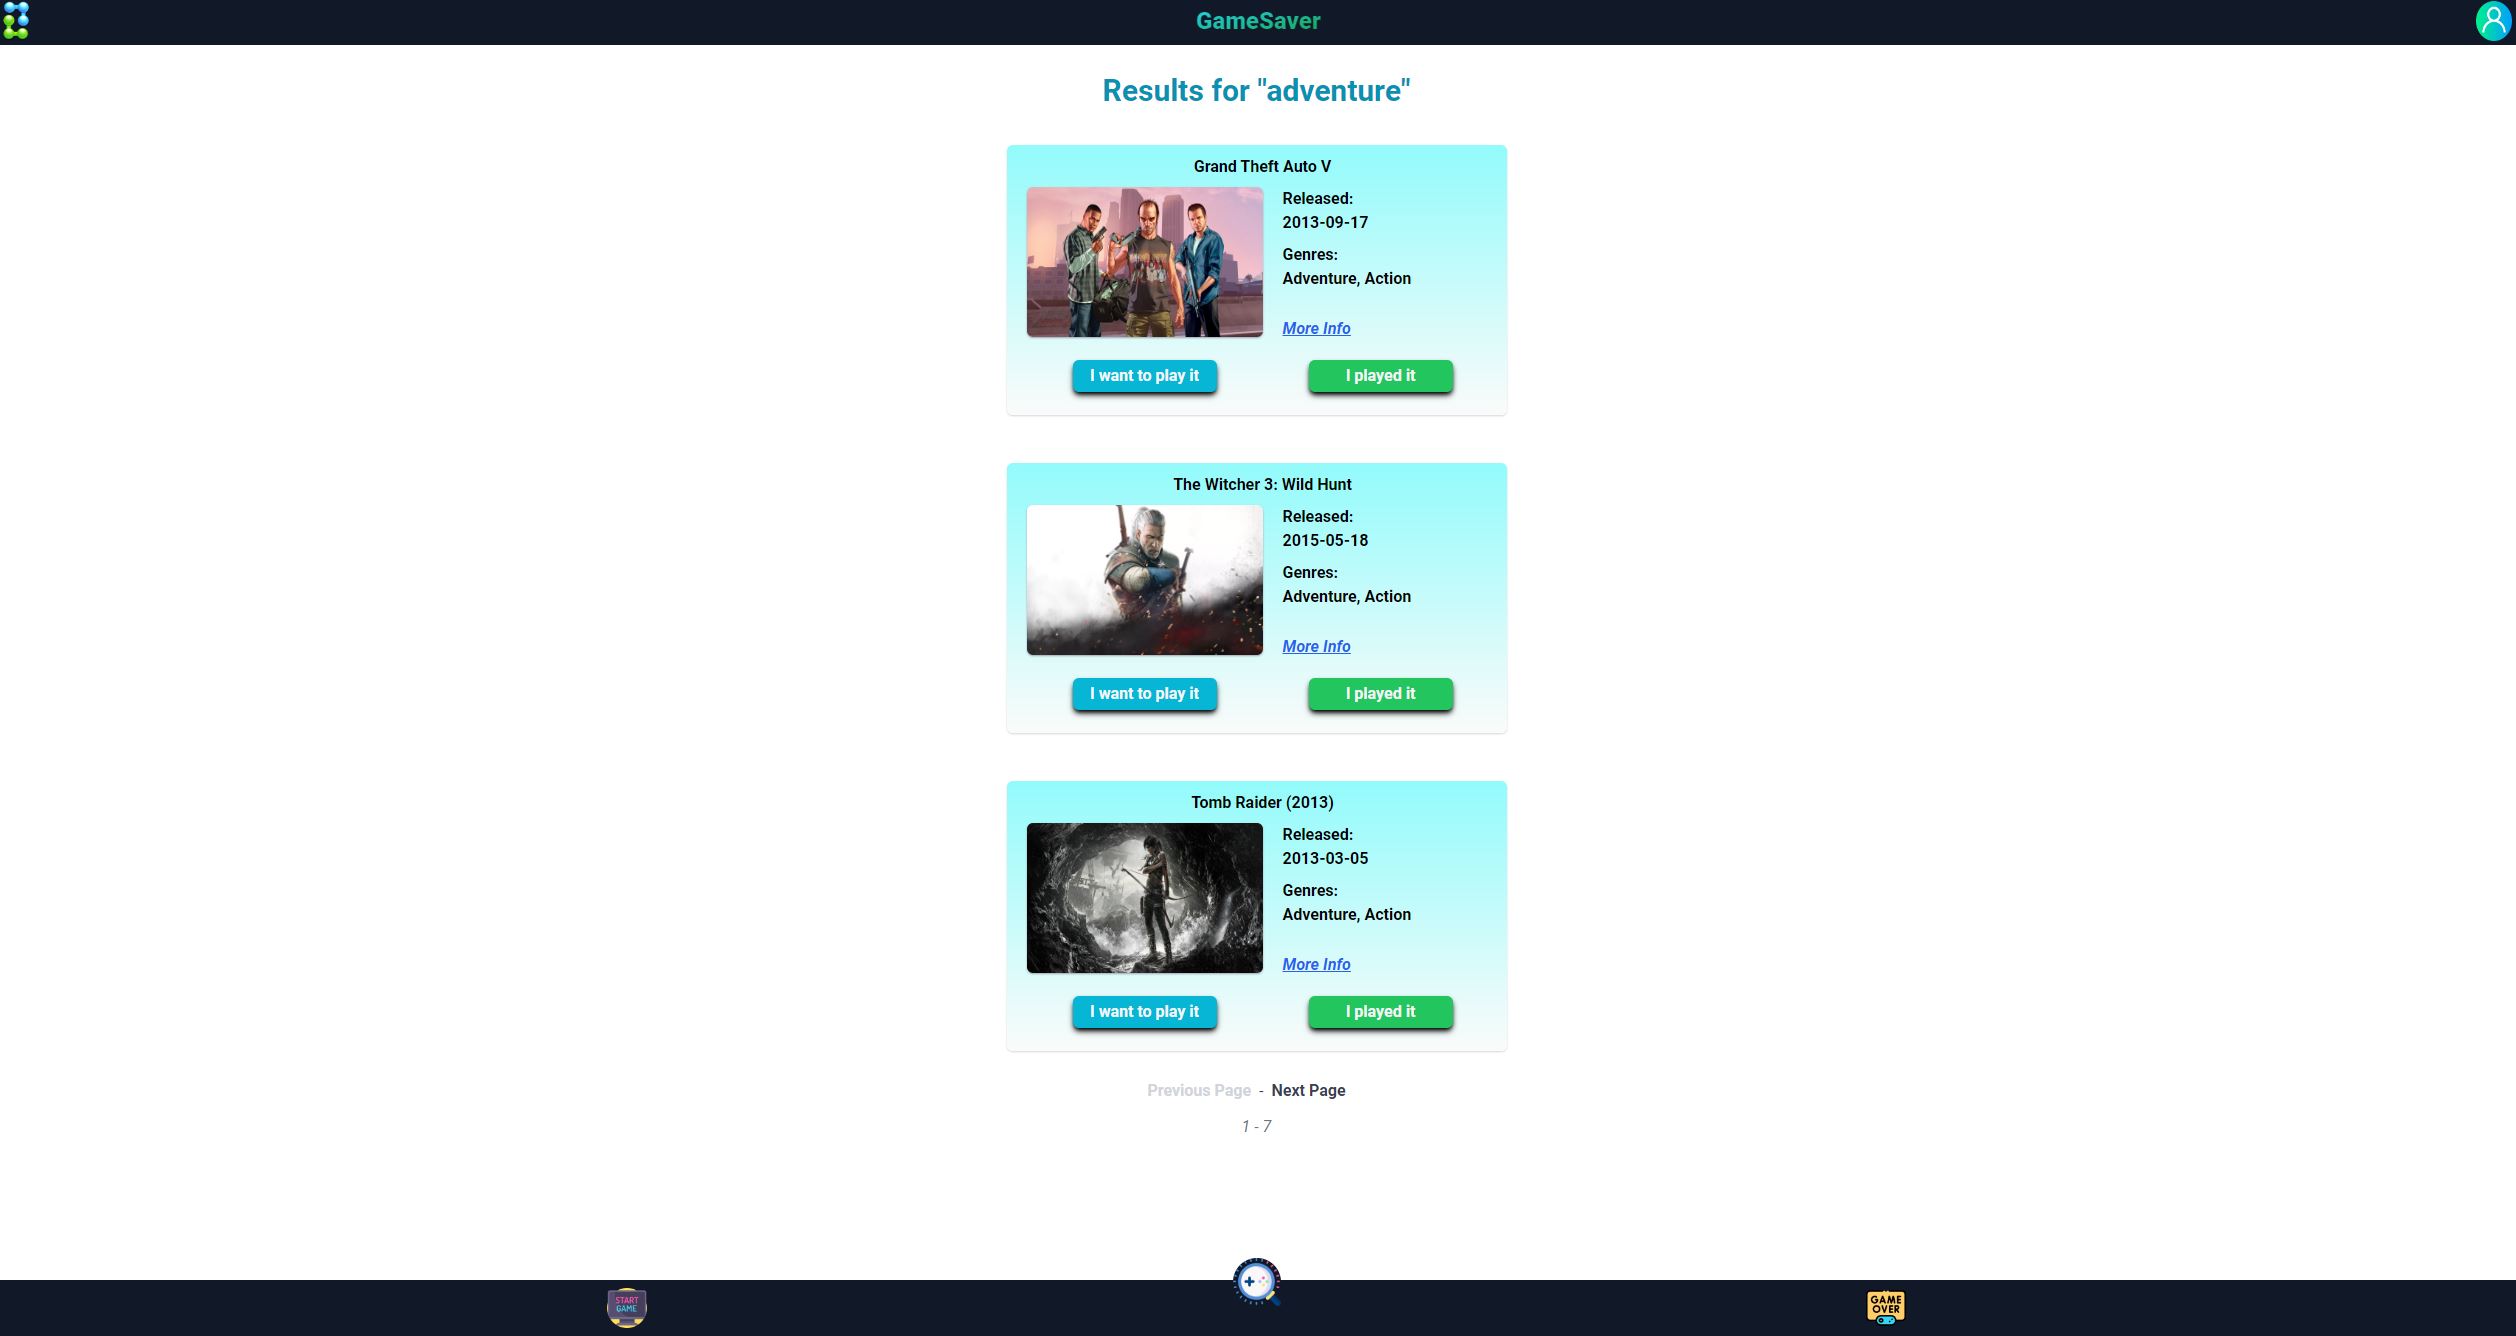 GameSaver
Results for "adventure"
Grand Theft Auto V
Released:
2013-09-17
Genres:
Adventure, Action
More Info
I want to play it
I played it
The Witcher 3: Wild Hunt
Released:
2015-05-18
Genres:
Adventure, Action
More Info
I want to play it
I played it
Tomb Raider (2013)
Released:
2013-03-05
Genres:
Adventure, Action
More Info
I want to play it
I played it
Previous Page - Next Page
1 - 7
START
GAME
GAME
OVER